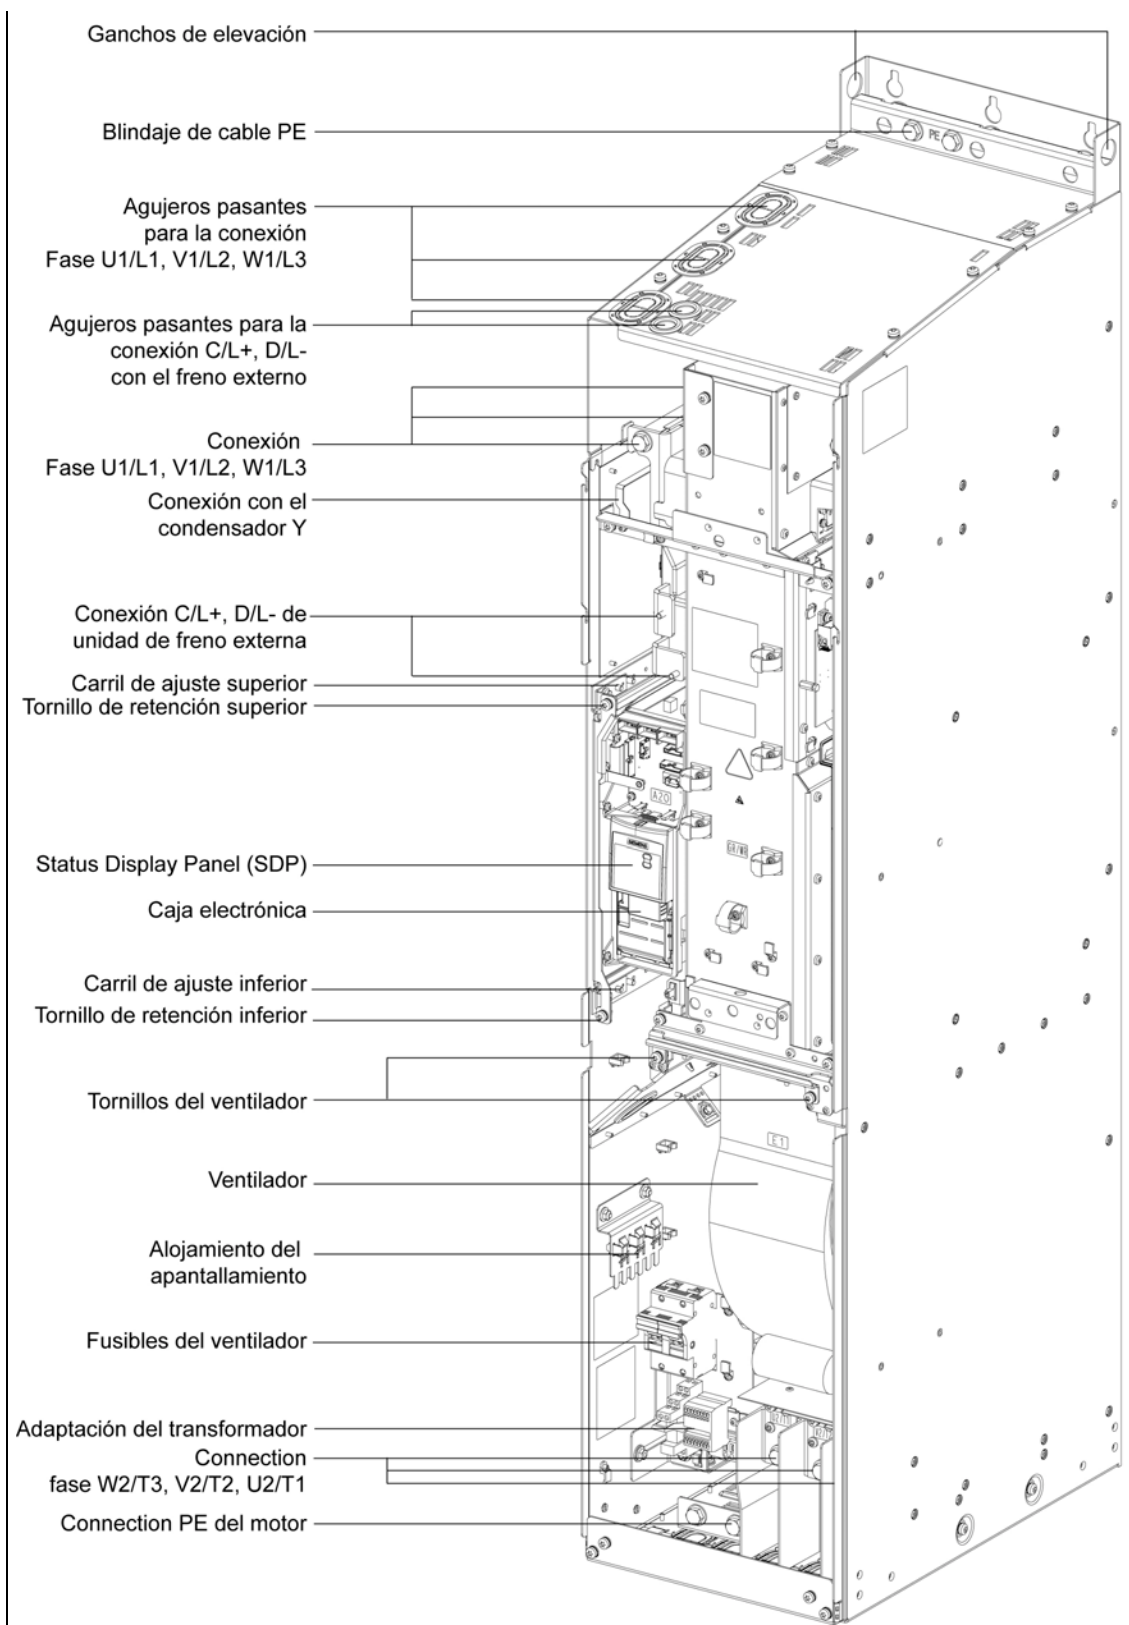 Ganchos de elevación
Blindaje de cable PE
PE
Agujeros pasantes
para la conexión
Fase U1/L1, V1/L2, W1/L3
Agujeros pasantes para la
conexión C/L+, D/L-
con el freno externo
Conexión
Fase U1/L1, V1/L2, W1/L3
Conexión con el
condensador Y
Conexión C/L+, D/L- de
unidad de freno externa
Carril de ajuste superior
Tornillo de retención superior
A20
Status Display Panel (SDP)
Caja electrónica
Carril de ajuste inferior
Tornillo de retención inferior
Tornillos del ventilador
E1
Ventilador
Alojamiento del
apantallamiento
Fusibles del ventilador
Adaptación del transformador
Connection
fase W2/T3, V2/T2, U2/T1
Connection PE del motor